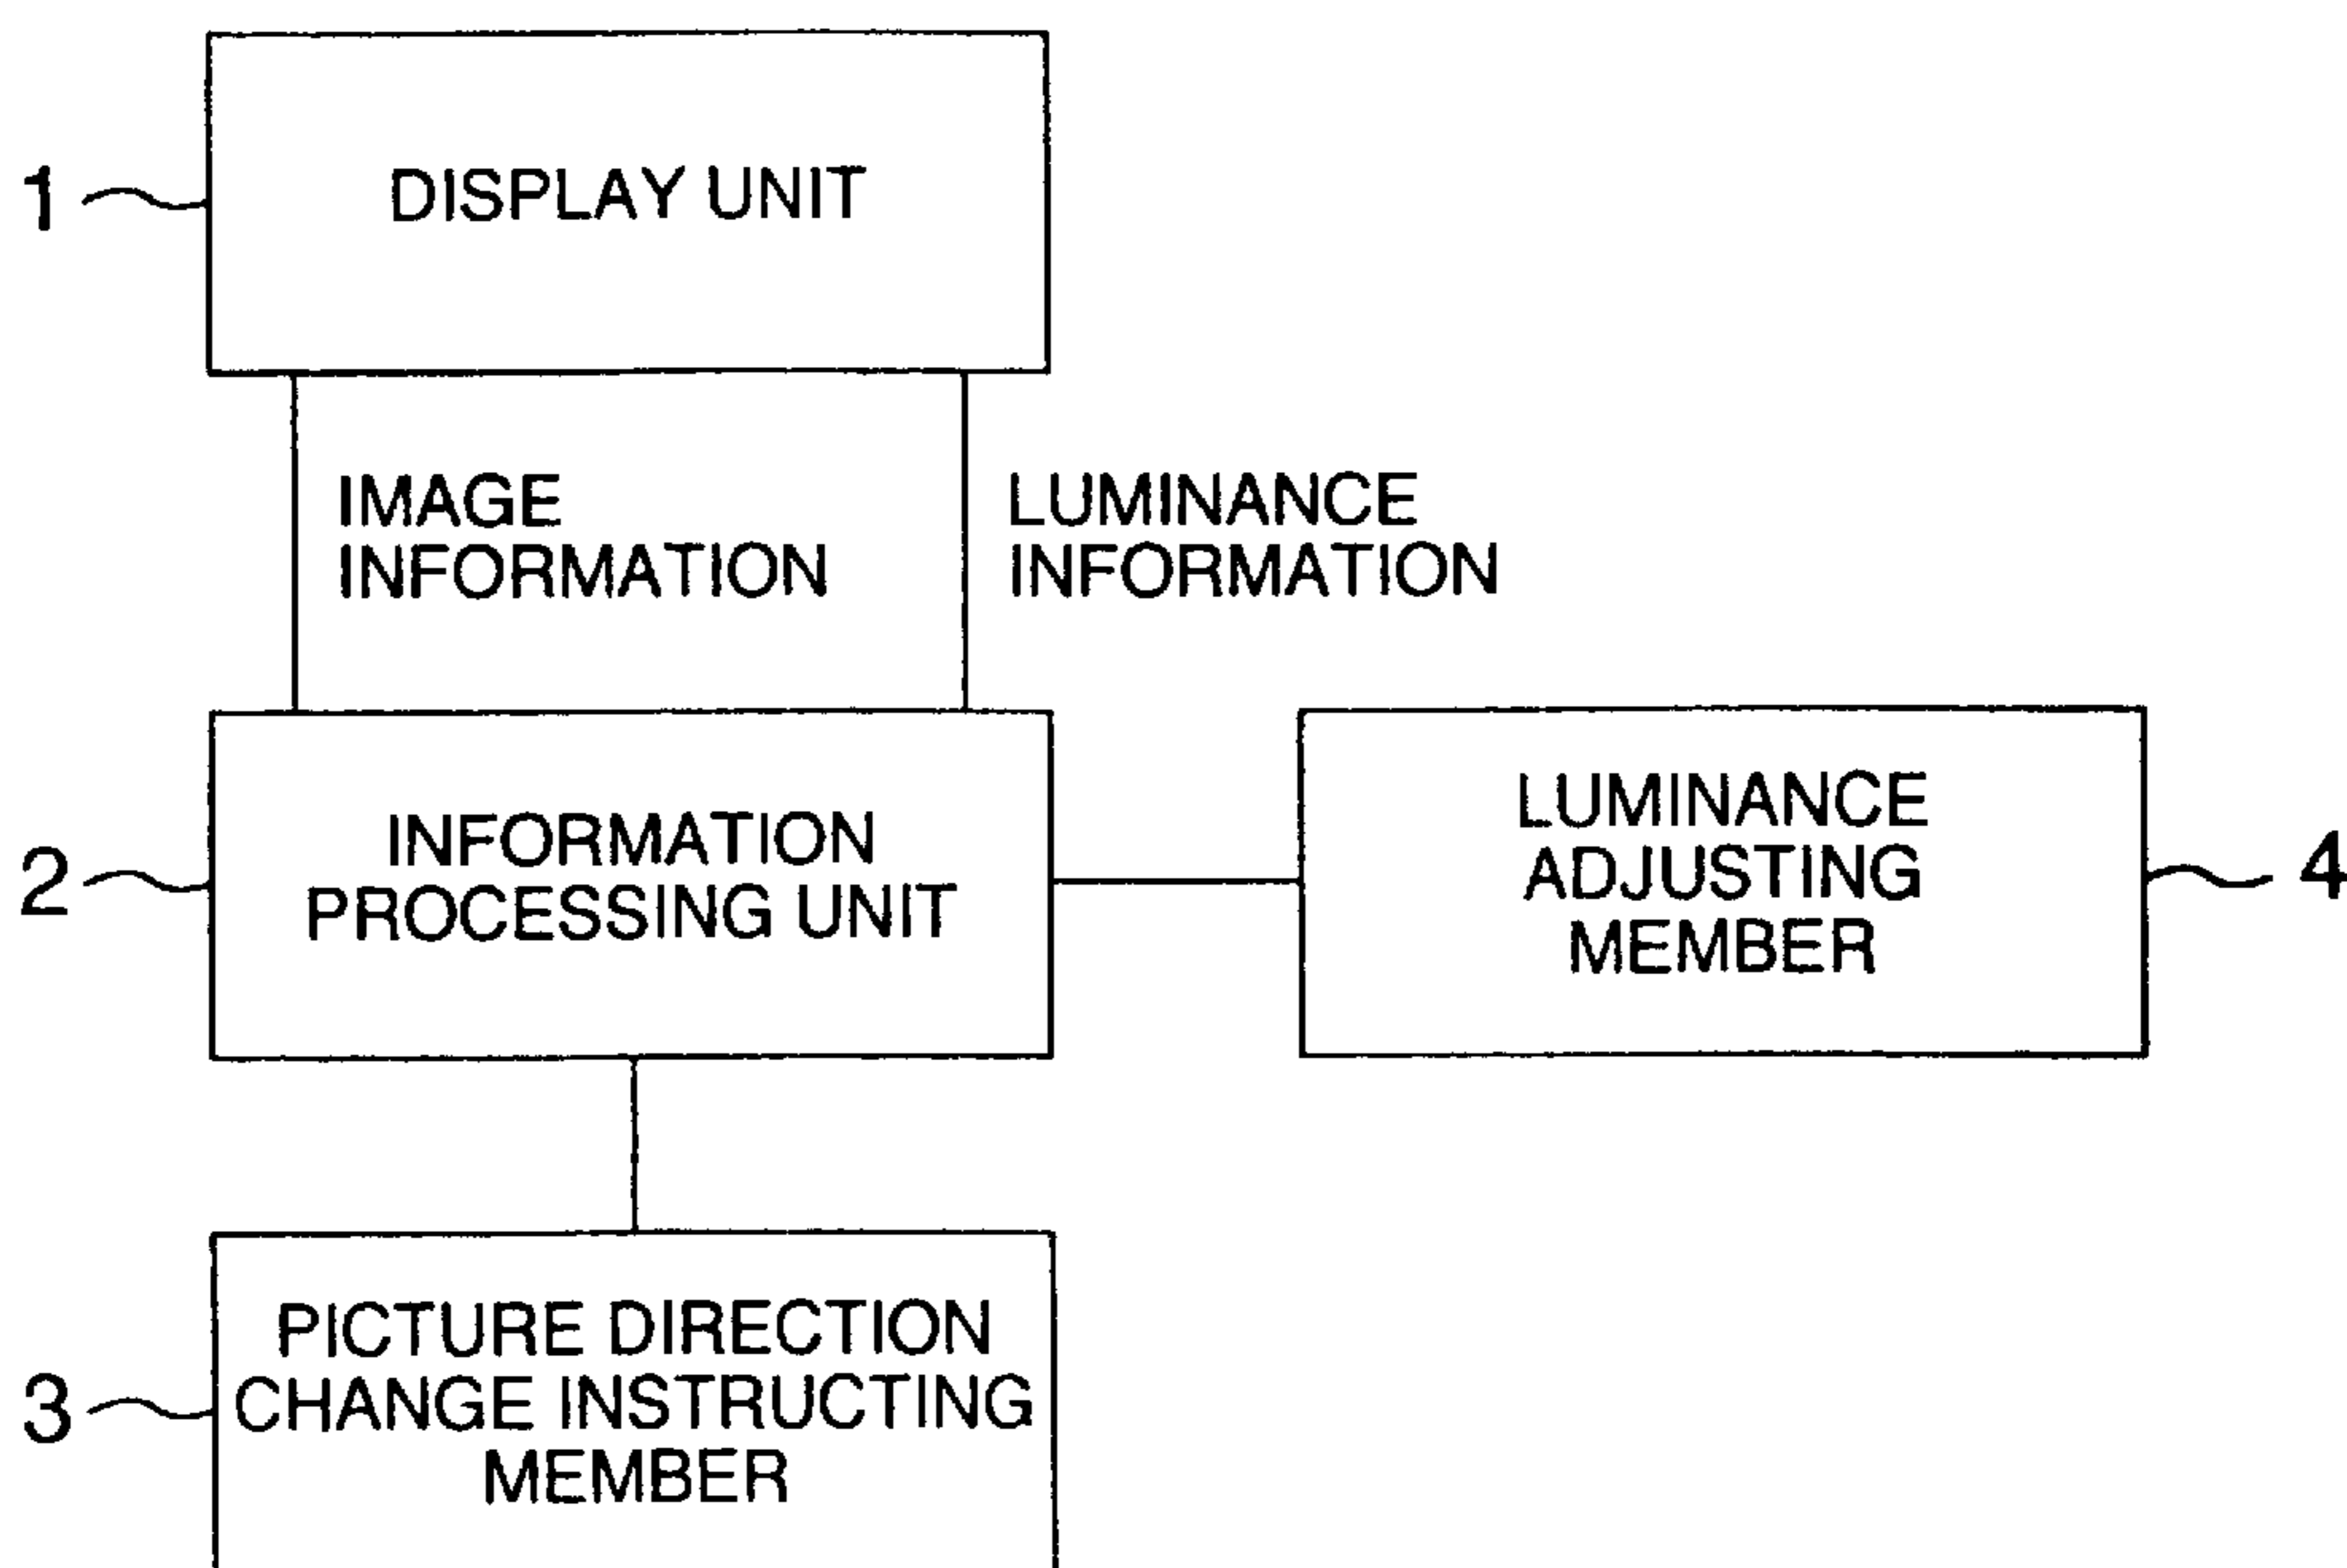 1
DISPLAY UNIT
IMAGE
INFORMATION
LUMINANCE
INFORMATION
2
INFORMATION
PROCESSING UNIT
LUMINANCE
ADJUSTING
MEMBER
4
3
PICTURE DIRECTION
CHANGE INSTRUCTING
MEMBER